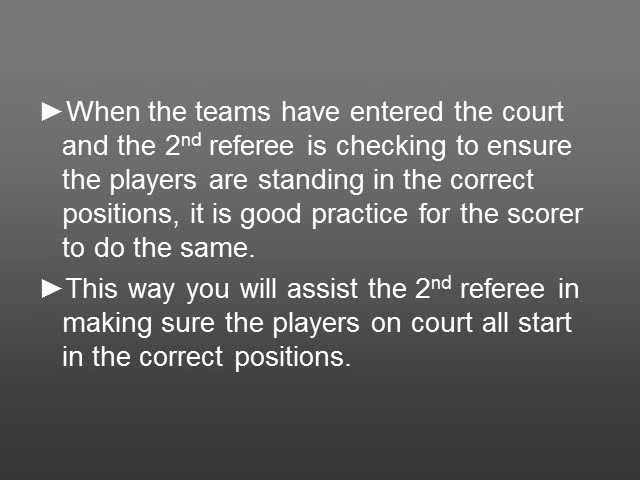 ►When the teams have entered the court
and the 2nd referee is checking to ensure
the players are standing in the correct
positions, it is good practice for the scorer
to do the same.
►This way you will assist the 2nd referee in
making sure the players on court all start
in the correct positions.